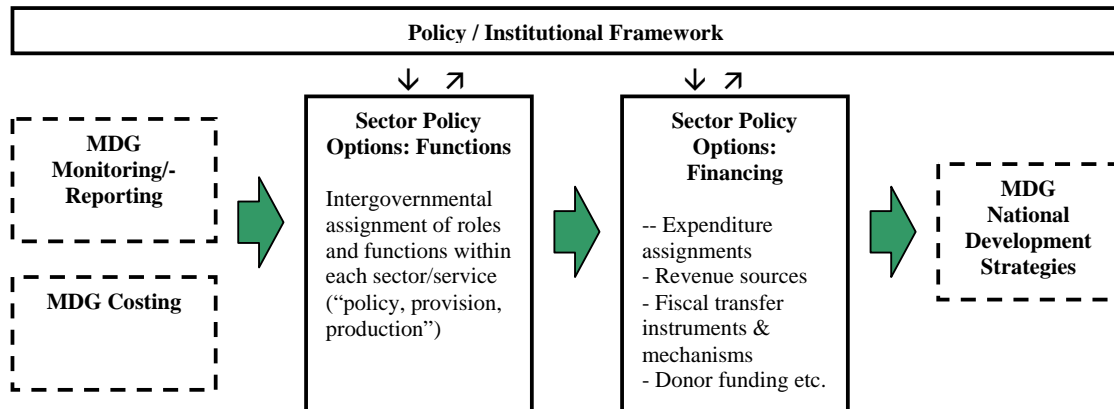 Policy / Institutional Framework
MDG
Monitoring/-
Reporting
MDG Costing
Sector Policy
Options: Functions
Intergovernmental
assignment of roles
and functions within
each sector/service
(“policy, provision,
production”)
Sector Policy
Options:
Financing
-- Expenditure
assignments
- Revenue sources
- Fiscal transfer
instruments &
mechanisms
- Donor funding etc.
MDG
National
Development
Strategies